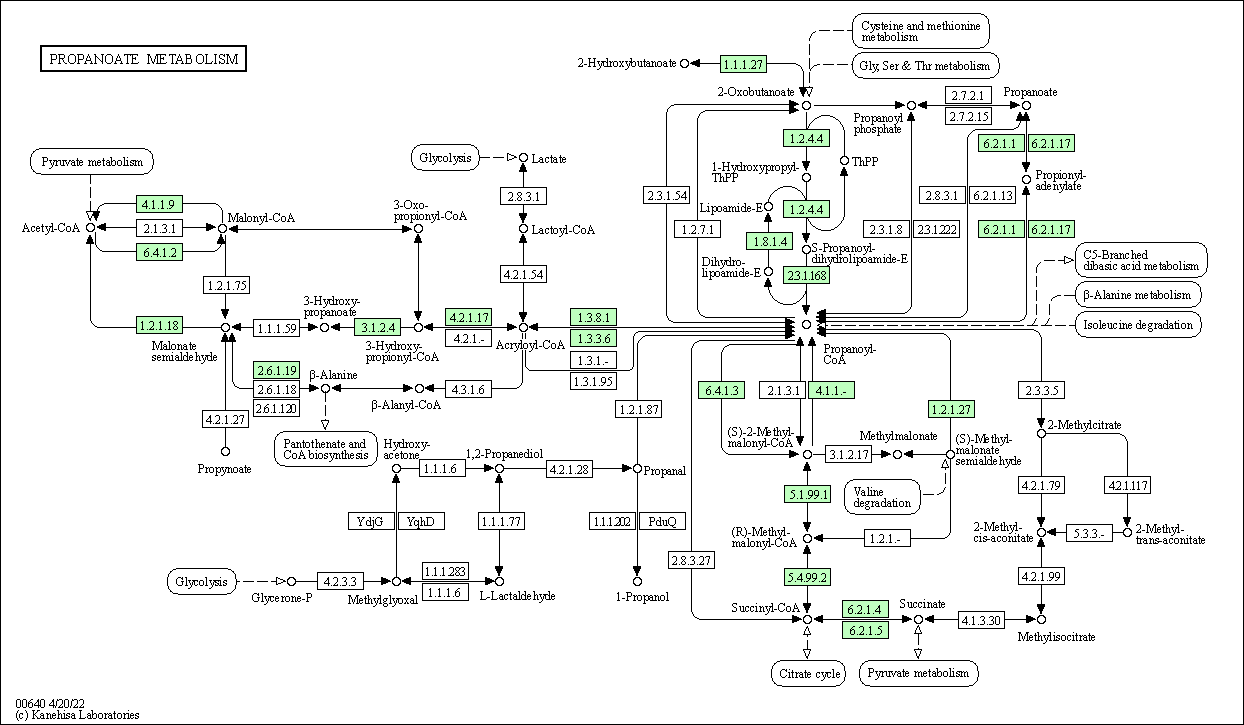 PROPANOATE METABOLISM
Cysteine and methionine
metabolism
Gly, Ser & Thr metabolism
2-Hydroxybutanoate
1.1.1.27
2-Oxobutanoate
2.7.2.1
2.7.2.15
Propanoate
Propanoyl
phosphate
1.2.4.4
6.2.1.1
6.2.1.17
Pyruvate metabolism
Glycolysis
Lactate
ThPP
1-Hydroxypropyl-
ThPP
Propionyl-
adenylate
2.8.3.1
2.3.1.54
2.8.3.1
6.2.1.13
4.1.1.9
Malonyl-CoA
3-Oxo-
propionyl-CoA
Lipoamide-E
1.2.4.4
Acetyl-CoA
2.1.3.1
Lactoyl-CoA
1.2.7.1
2.3.1.8
2.3.1.222
6.2.1.1
6.2.1.17
6.4.1.2
1.8.1.4
S-Propanoyl-
dihydrolipoamide-E
C5-Branched
dibasic acid metabolism
Dihydro-
lipoamide-E
4.2.1.54
2.3.1.168
1.2.1.75
β-Alanine metabolism
3-Hydroxy-
propanoate
1.2.1.18
1.1.1.59
3.1.2.4
4.2.1.17
4.2.1.-
1.3.8.1
1.3.3.6
Isoleucine degradation
Malonate
semialdehyde
3-Hydroxy-
propionyl-CoA
Acryloyl-CoA
1.3.1.-
1.3.1.95
Propanoyl-
CoA
2.6.1.19
2.6.1.18
2.6.1.120
β-Alanine
β-Alanyl-CoA
4.3.1.6
6.4.1.3
2.1.3.1
4.1.1.-
2.3.3.5
4.2.1.27
1.2.1.87
1.2.1.27
Propynoate
Pantothenate and
CoA biosynthesis
Hydroxy-
acetone
1,2-Propanediol
(S)-2-Methyl-
malonyl-CoA
Methylmalonate
(S)-Methyl-
malonate
semialdehyde
2-Methylcitrate
1.1.1.6
4.2.1.28
Propanal
3.1.2.17
5.1.99.1
Valine
degradation
4.2.1.79
4.2.1.117
YdjG
YqhD
1.1.1.77
1.1.1.202
PduQ
(R)-Methyl-
malonyl-CoA
1.2.1.-
2-Methyl-
cis-aconitate
5.3.3.-
2-Methyl-
trans-aconitate
2.8.3.27
Glycolysis
Glycerone-P
4.2.3.3
Methylglyoxal
1.1.1.283
1.1.1.6
L-Lactaldehyde
1-Propanol
5.4.99.2
4.2.1.99
Succinyl-CoA
6.2.1.4
6.2.1.5
Succinate
4.1.3.30
Methylisocitrate
Citrate cycle
Pyruvate metabolism
00640 4/20/22
(c) Kanehisa Laboratories